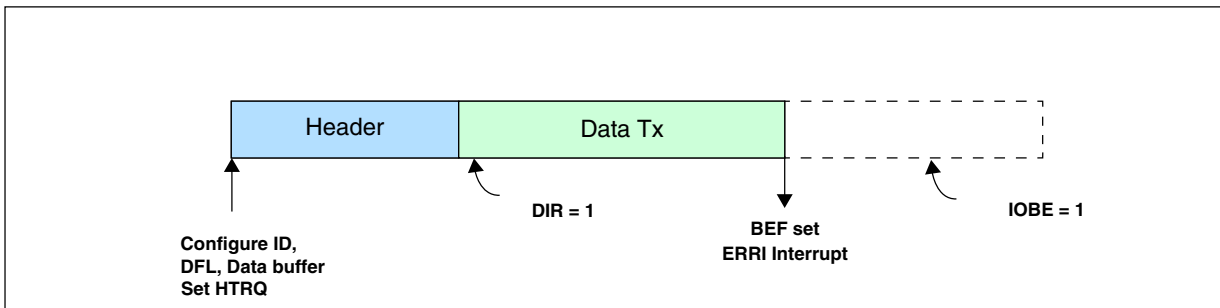 Header
Data Tx
DIR = 1
IOBE = 1
BEF set
ERRI Interrupt
Configure ID,
DFL, Data buffer
Set HTRQ